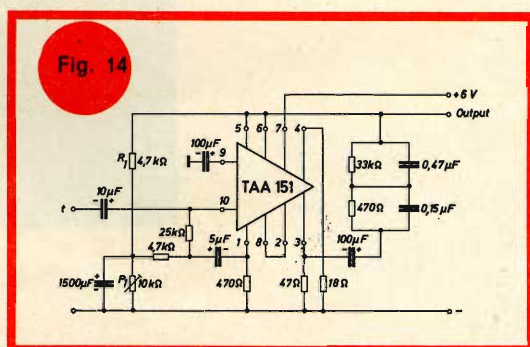 Fig. 14
+6 V
Output
5 6 7 4
100µF
- +
9
R1 4,7kΩ
TAA 151
33kΩ
0,47µF
10µF
- +
t
10
470Ω
0,15µF
25kΩ
5µF
+ -
4,7kΩ
1 8 2 3
100µF
- +
1500µF
+
-
P1 10kΩ
470Ω
47Ω
18Ω
-